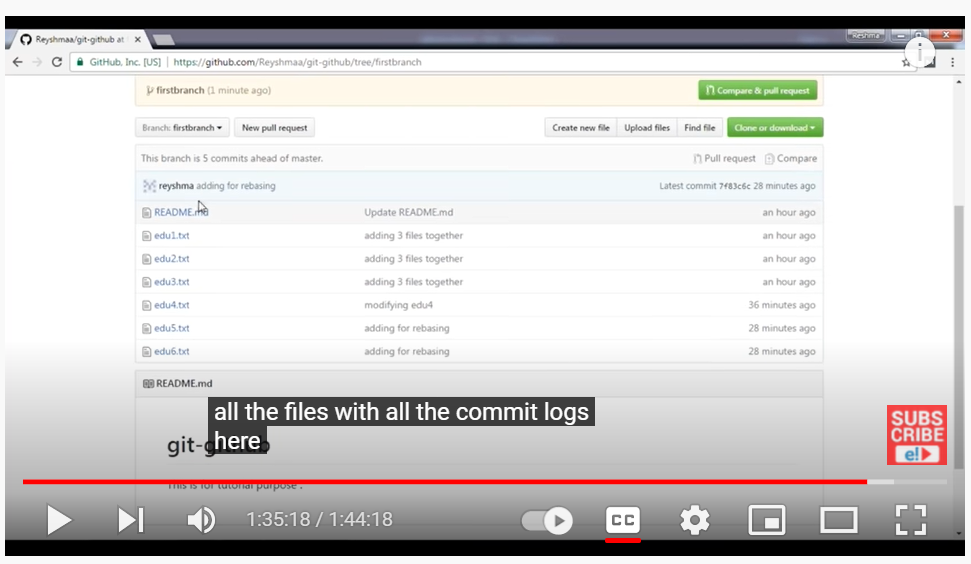 Reyshmaa/git-github at
Reshma
GitHub, Inc. [US] | https://github.com/Reyshmaa/git-github/tree/firstbranch
firstbranch (1 minute ago)
Compare & pull request
Branch: firstbranch
New pull request
Create new file
Upload files
Find file
Clone or download
This branch is 5 commits ahead of master.
Pull request
Compare
reyshma adding for rebasing
Latest commit 7f83c6c 28 minutes ago
README.md Update README.md an hour ago
edu1.txt adding 3 files together an hour ago
edu2.txt adding 3 files together an hour ago
edu3.txt adding 3 files together an hour ago
edu4.txt modifying edu4 36 minutes ago
edu5.txt adding for rebasing 28 minutes ago
edu6.txt adding for rebasing 28 minutes ago
README.md
all the files with all the commit logs
here
git-github
This is for tutorial purpose .
SUBS
CRIBE
e!
1:35:18 / 1:44:18
CC